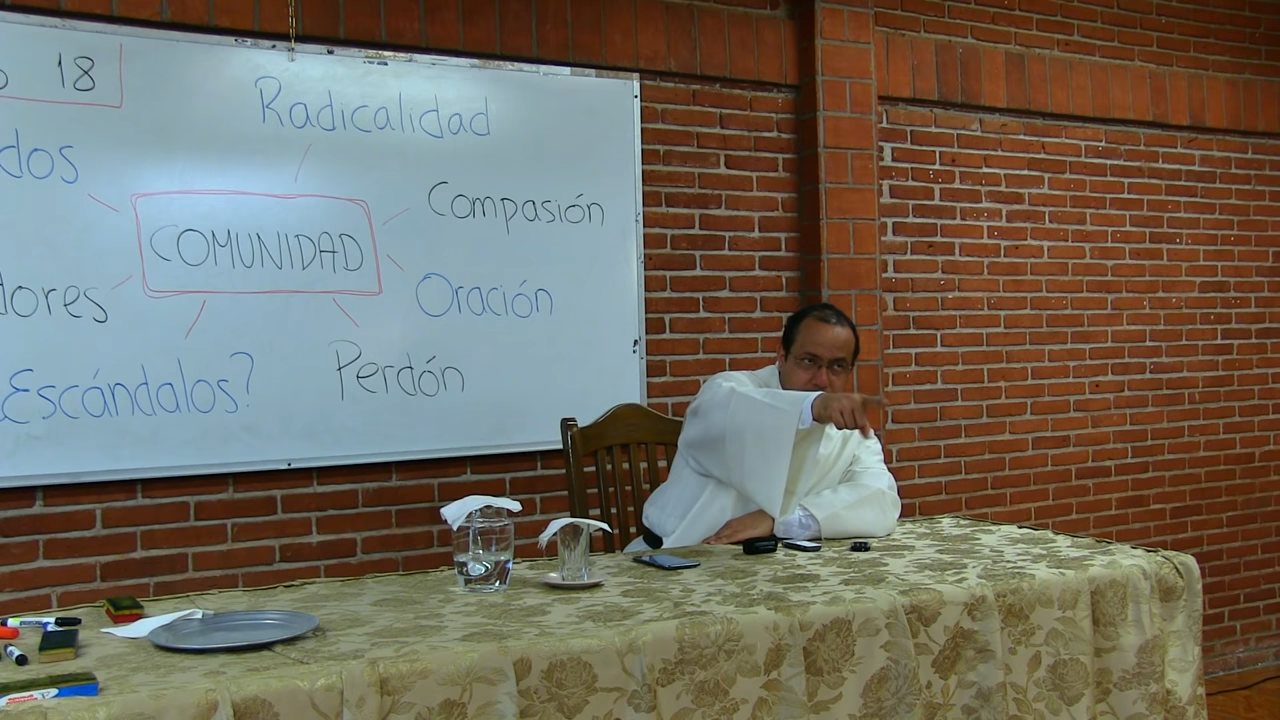 18
Radicalidad
dos
Compasión
COMUNIDAD
Oración
dores
Perdón
Escándalos?